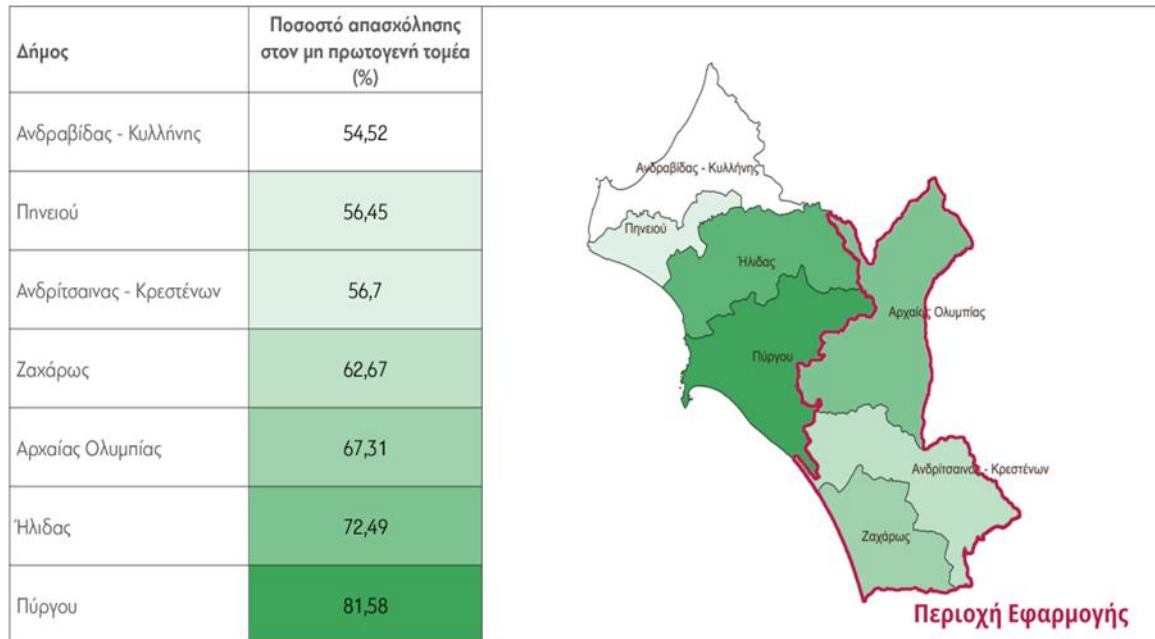 Δήμος
Ποσοστό απασχόλησης
στον μη πρωτογενή τομέα
(%)
Ανδραβίδας - Κυλλήνης
54,52
Πηνειού
56,45
Ανδρίτσαινας - Κρεστένων
56,7
Ζαχάρως
62,67
Αρχαίας Ολυμπίας
67,31
Ήλιδας
72,49
Πύργου
81,58
Ανδραβίδας - Κυλλήνης
Πηνειού
Ήλιδας
Αρχαίας Ολυμπίας
Πύργου
Ανδρίτσαινας - Κρεστένων
Ζαχάρως
Περιοχή Εφαρμογής